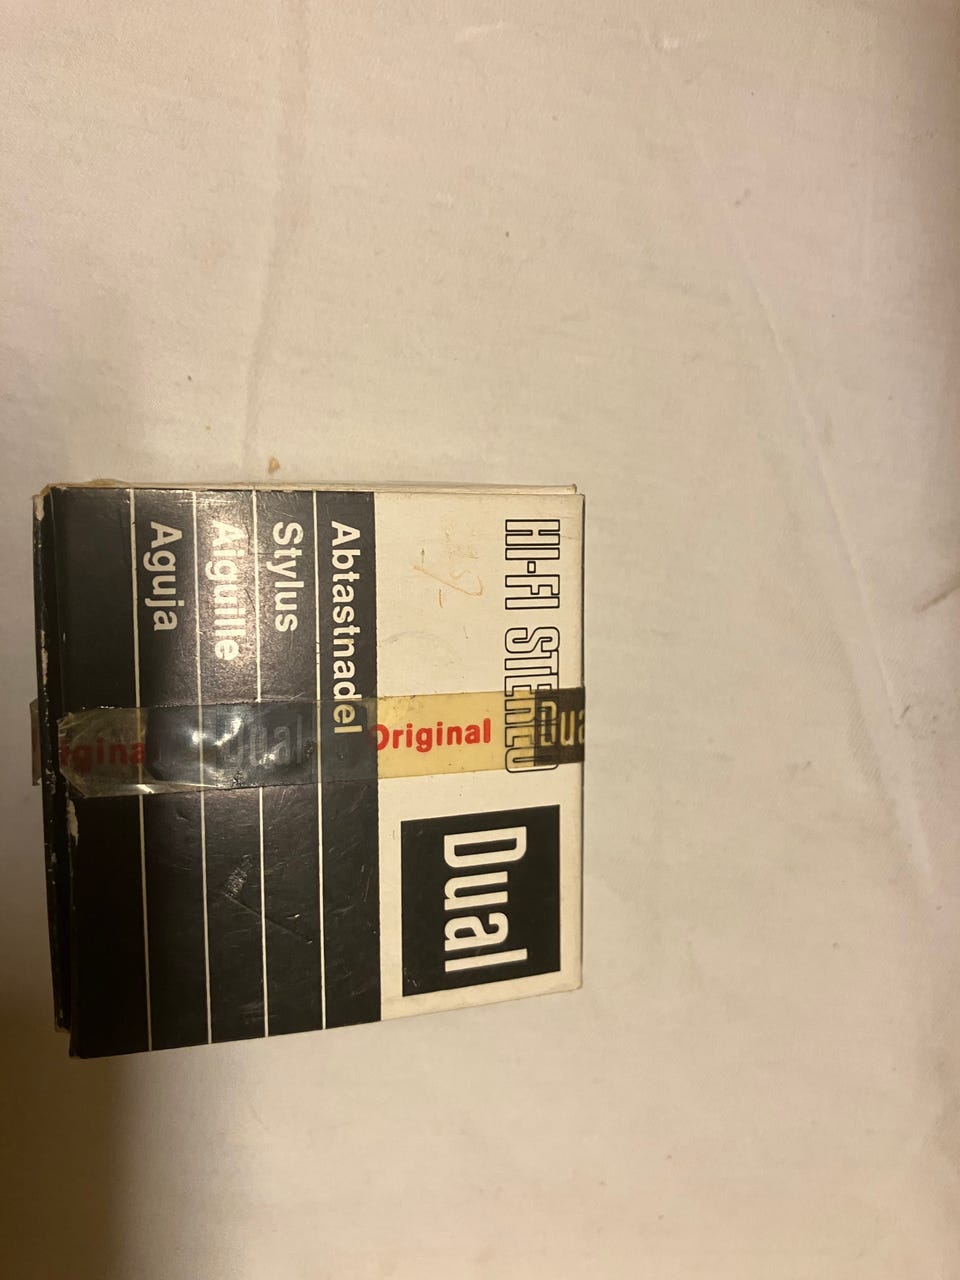 HI-FI STEREO
Dual
Abtastnadel
Stylus
Aiguille
Aguja
Original
Dual